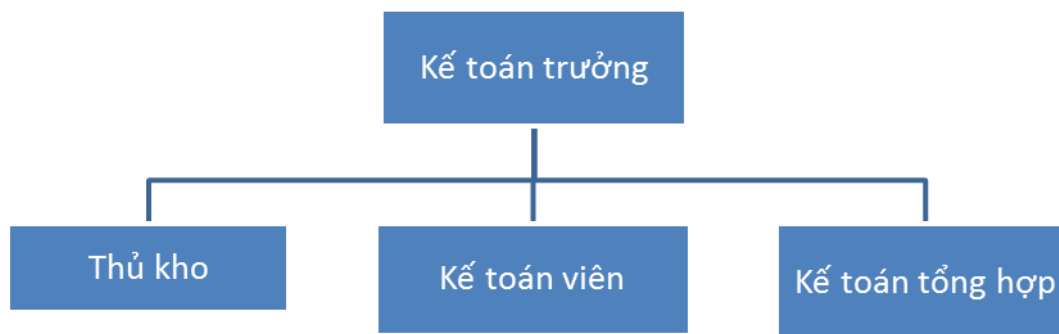 Kế toán trưởng
Thủ kho
Kế toán viên
Kế toán tổng hợp